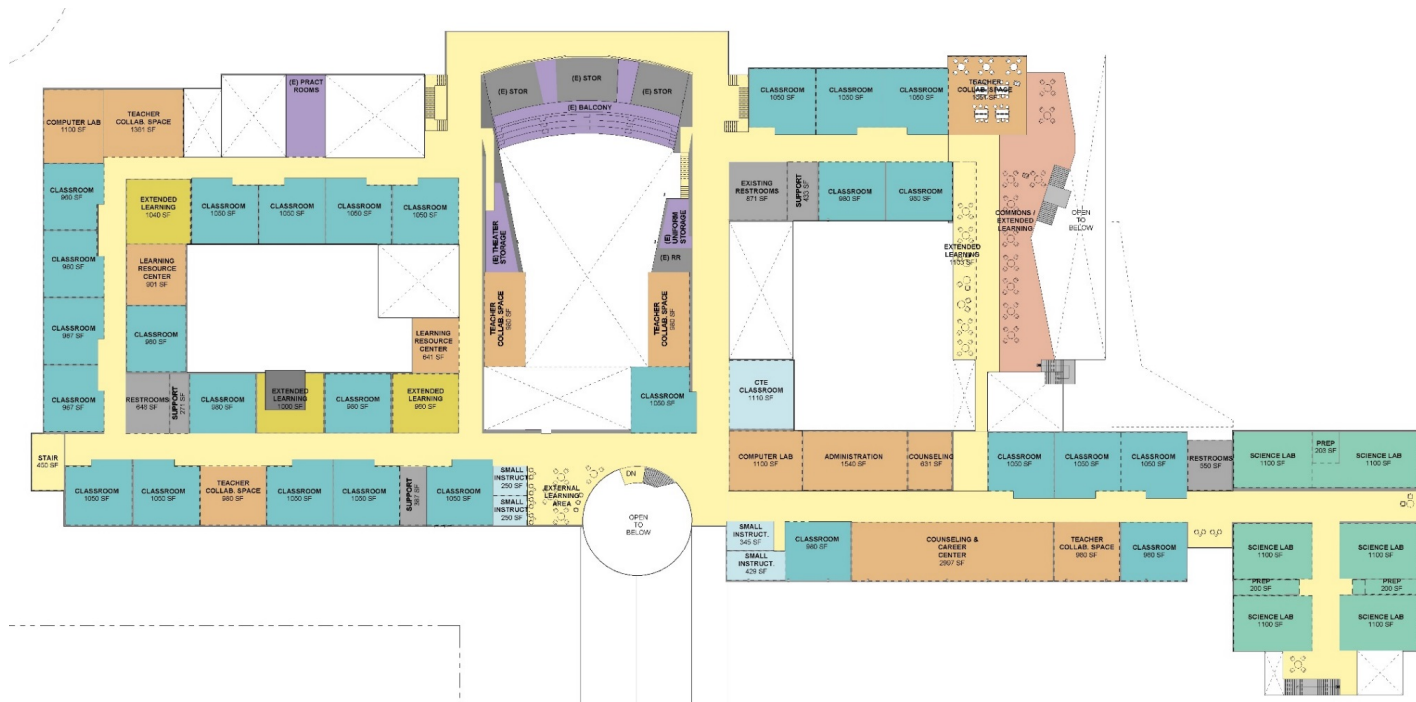 (E) PRACT
ROOMS
(E) STOR
(E) STOR
(E) STOR
(E) BALCONY
CLASSROOM
1050 SF
CLASSROOM
1050 SF
CLASSROOM
1050 SF
TEACHER
COLLAB. SPACE
COMPUTER LAB
1100 SF
TEACHER
COLLAB. SPACE
1361 SF
CLASSROOM
960 SF
EXTENDED
LEARNING
1040 SF
CLASSROOM
1050 SF
CLASSROOM
1050 SF
CLASSROOM
1050 SF
CLASSROOM
1050 SF
EXISTING
RESTROOMS
871 SF
SUPPORT
433 SF
CLASSROOM
980 SF
CLASSROOM
980 SF
(E) THEATER
STORAGE
(E)
UNIFORM
STORAGE
(E) RR
COMMONS /
EXTENDED
LEARNING
OPEN
TO
BELOW
EXTENDED
LEARNING
1103 SF
CLASSROOM
960 SF
LEARNING
RESOURCE
CENTER
901 SF
CLASSROOM
967 SF
CLASSROOM
980 SF
LEARNING
RESOURCE
CENTER
641 SF
TEACHER
COLLAB. SPACE
980 SF
TEACHER
COLLAB. SPACE
980 SF
CLASSROOM
967 SF
RESTROOMS
648 SF
SUPPORT
271 SF
CLASSROOM
980 SF
EXTENDED
LEARNING
1000 SF
CLASSROOM
980 SF
EXTENDED
LEARNING
960 SF
CLASSROOM
1050 SF
CTE
CLASSROOM
1110 SF
STAIR
450 SF
CLASSROOM
1050 SF
CLASSROOM
1050 SF
TEACHER
COLLAB. SPACE
980 SF
CLASSROOM
1050 SF
CLASSROOM
1050 SF
SUPPORT
387 SF
CLASSROOM
1050 SF
SMALL
INSTRUCT.
250 SF
SMALL
INSTRUCT.
250 SF
EXTERNAL
LEARNING
AREA
DN
OPEN
TO
BELOW
COMPUTER LAB
1100 SF
ADMINISTRATION
1540 SF
COUNSELING
631 SF
CLASSROOM
1050 SF
CLASSROOM
1050 SF
CLASSROOM
1050 SF
RESTROOMS
550 SF
SCIENCE LAB
1100 SF
PREP
208 SF
SCIENCE LAB
1100 SF
SMALL
INSTRUCT.
345 SF
SMALL
INSTRUCT.
429 SF
CLASSROOM
980 SF
COUNSELING &
CAREER
CENTER
2907 SF
TEACHER
COLLAB. SPACE
980 SF
CLASSROOM
980 SF
SCIENCE LAB
1100 SF
SCIENCE LAB
1100 SF
PREP
200 SF
PREP
200 SF
SCIENCE LAB
1100 SF
SCIENCE LAB
1100 SF